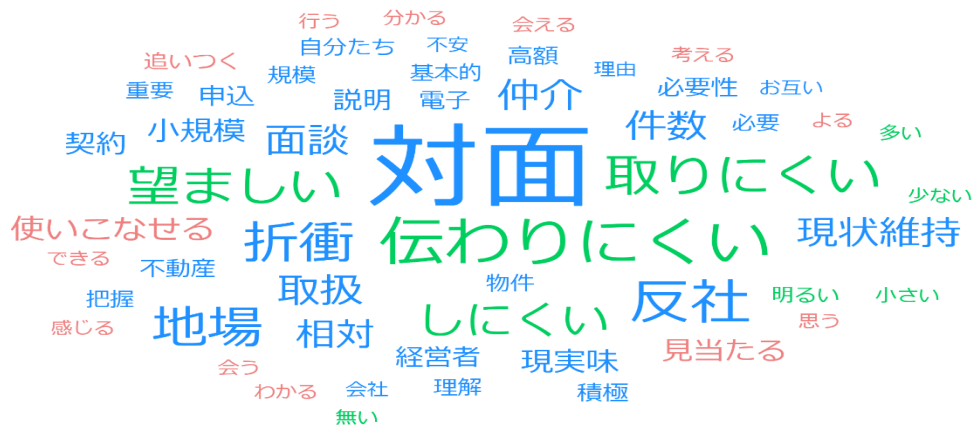 行う 分かる 会える
自分たち 不安 高額 考える
追いつく 規模 基本的 理由
重要 申込 説明 電子 仲介 必要性 お互い
契約 小規模 面談 件数 必要 よる 多い
対面
望ましい 取りにくい 少ない
使いこなせる 折衝 伝わりにくい 現状維持
できる 不動産 取扱 物件
把握 反社 明るい 小さい
感じる 地場 相対 しにくい 思う
経営者 現実味 見当たる
会う わかる 会社 理解 積極
無い